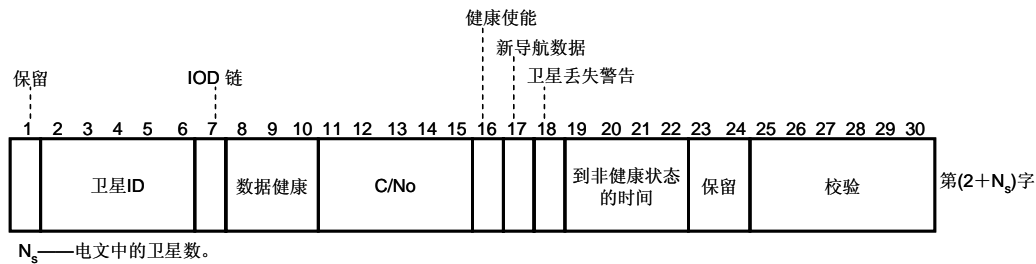 健康使能
新导航数据
保留 IOD 链 卫星丢失警告
1 2 3 4 5 6 7 8 9 10 11 12 13 14 15 16 17 18 19 20 21 22 23 24 25 26 27 28 29 30
卫星ID 数据健康 C/No 到非健康状态的时间 保留 校验 第(2+Ns)字
Ns——电文中的卫星数。